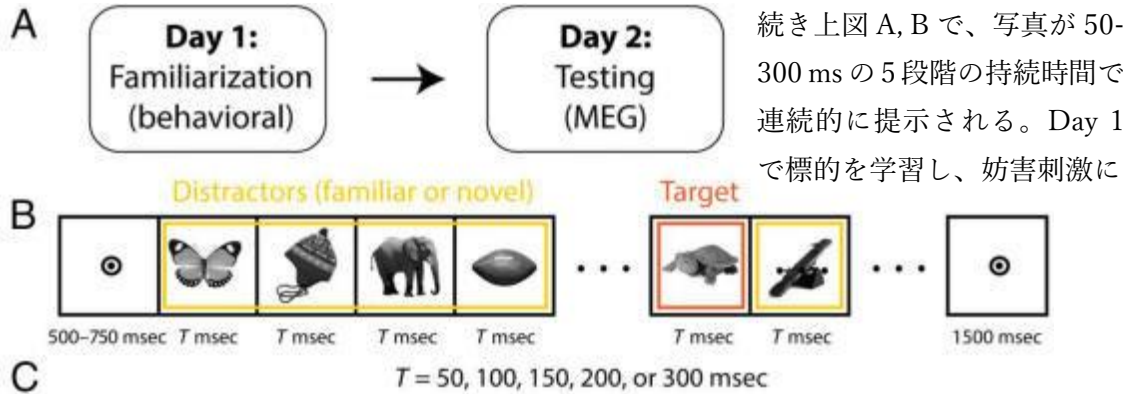 A
Day 1:
Familiarization
(behavioral)
Day 2:
Testing
(MEG)
続き上図 A, B で、写真が 50-
300 ms の 5 段階の持続時間で
連続的に提示される。Day 1
で標的を学習し、妨害刺激に
Distractors (familiar or novel)
Target
B
500–750 msec T msec T msec T msec T msec T msec T msec 1500 msec
C
T = 50, 100, 150, 200, or 300 msec